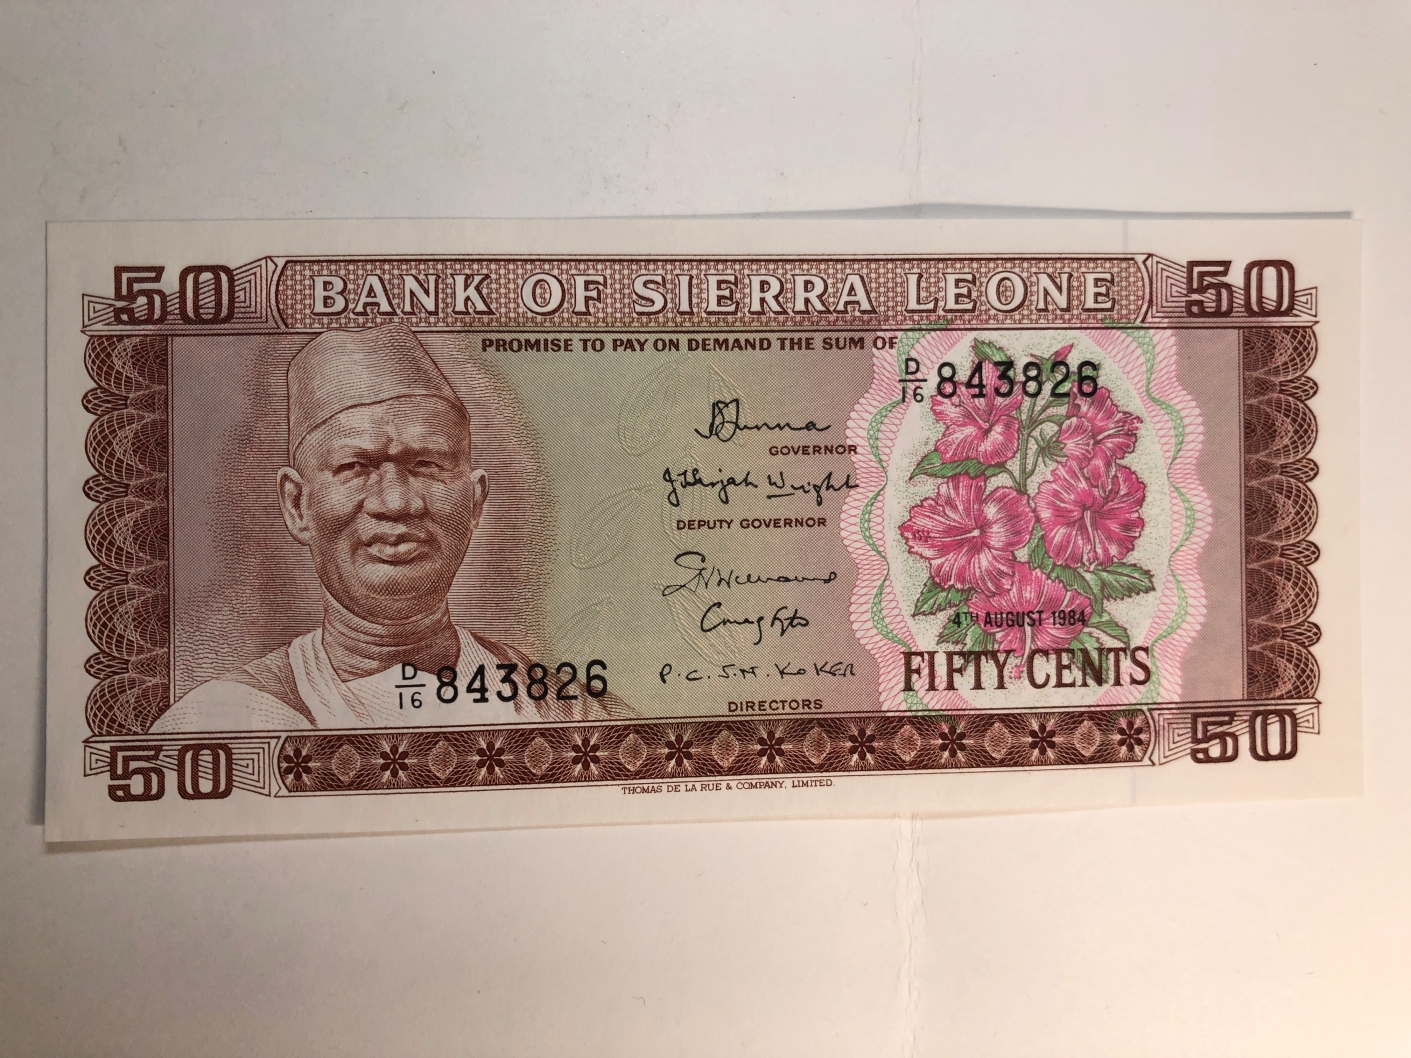 50 BANK OF SIERRA LEONE 50
PROMISE TO PAY ON DEMAND THE SUM OF
D/16 843826
GOVERNOR
DEPUTY GOVERNOR
4TH AUGUST 1984
FIFTY CENTS
D/16 843826
P.C.S.N. KOKER
DIRECTORS
50 50
THOMAS DE LA RUE & COMPANY, LIMITED.